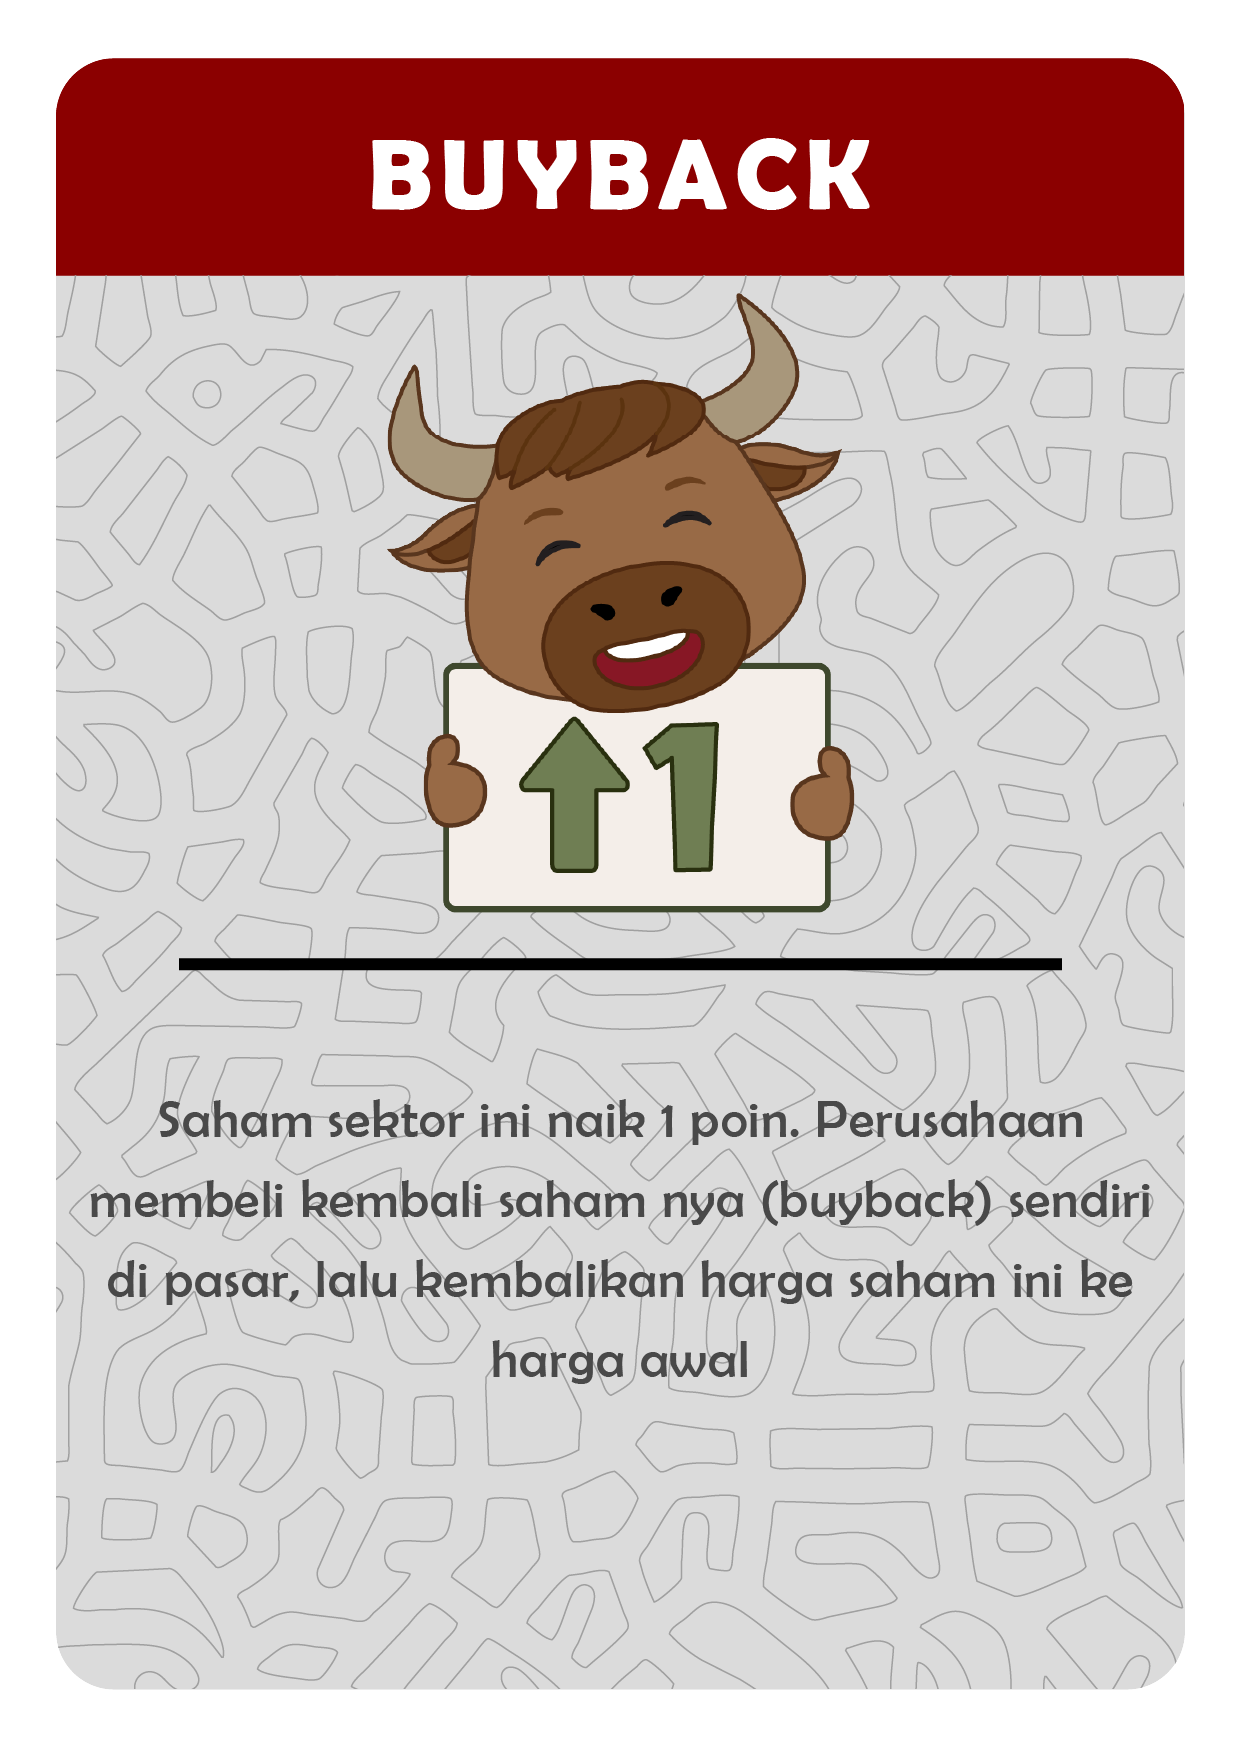 BUYBACK
↑1
Saham sektor ini naik 1 poin. Perusahaan
membeli kembali saham nya (buyback) sendiri
di pasar, lalu kembalikan harga saham ini ke
harga awal